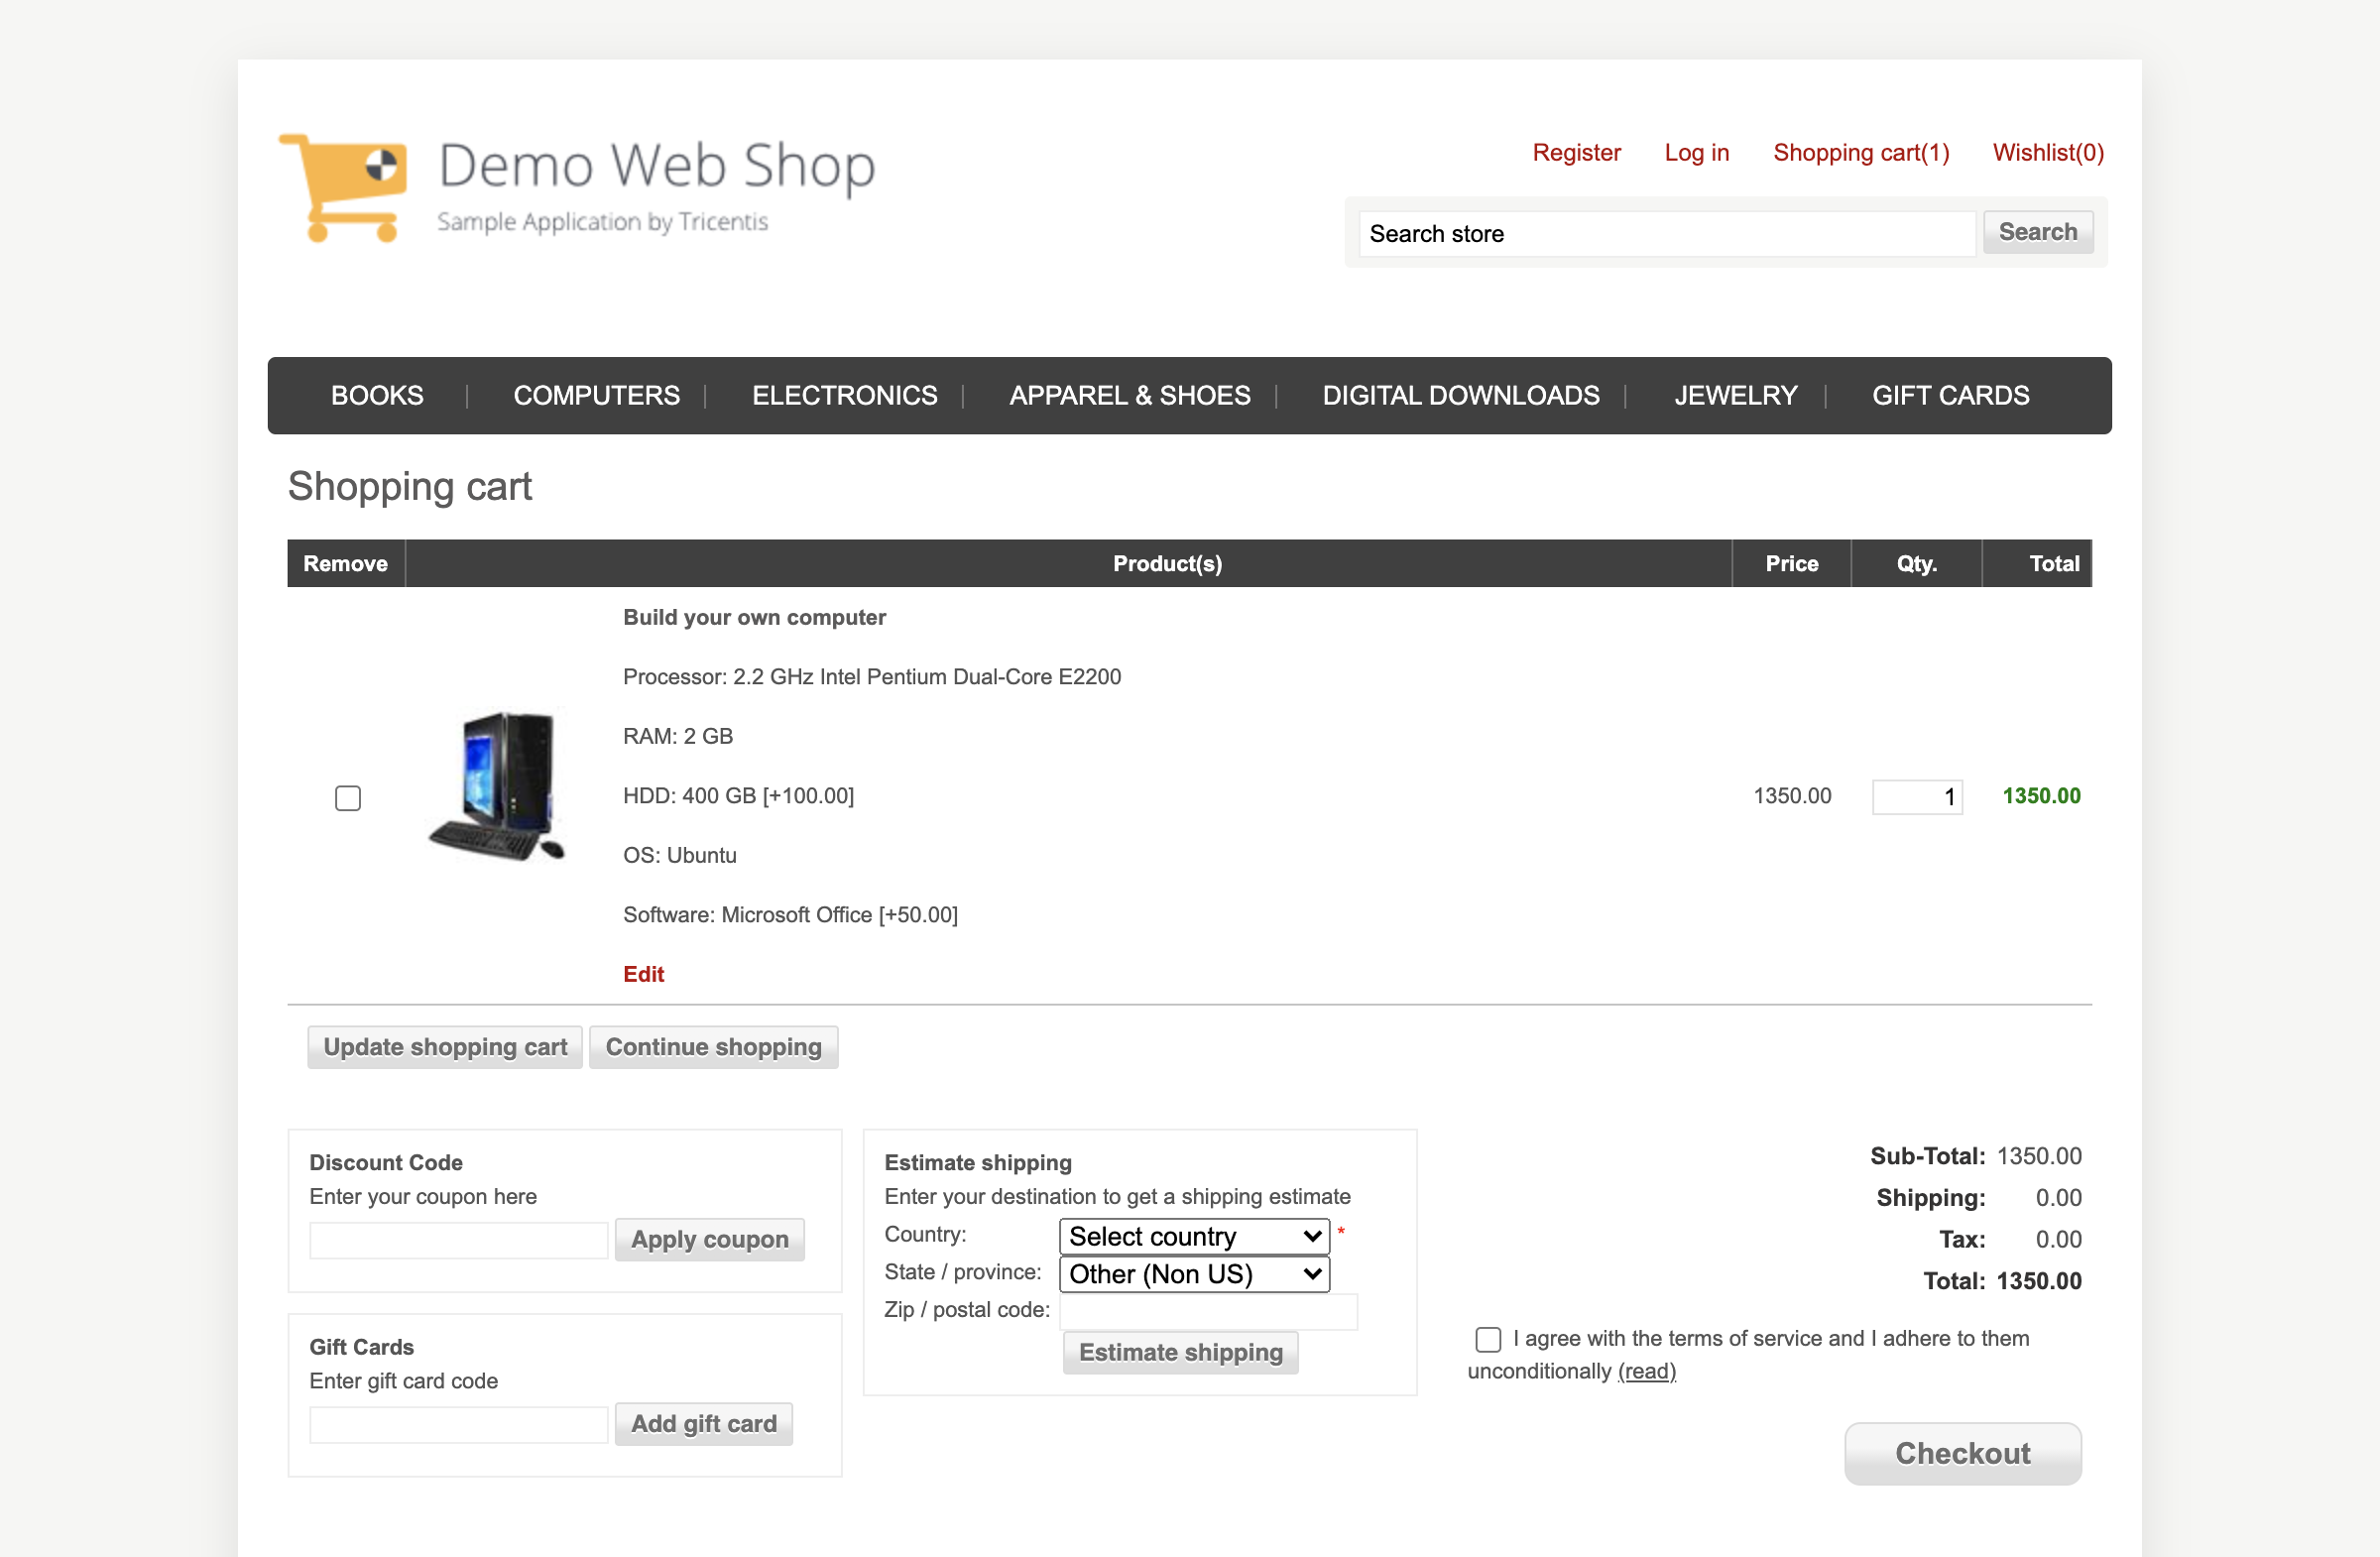 Demo Web Shop
Sample Application by Tricentis
Register Log in Shopping cart(1) Wishlist(0)
Search store Search
BOOKS COMPUTERS ELECTRONICS APPAREL & SHOES DIGITAL DOWNLOADS JEWELRY GIFT CARDS
Shopping cart
Remove Product(s) Price Qty. Total
Build your own computer
Processor: 2.2 GHz Intel Pentium Dual-Core E2200
RAM: 2 GB
HDD: 400 GB [+100.00] 1350.00 1 1350.00
OS: Ubuntu
Software: Microsoft Office [+50.00]
Edit
Update shopping cart Continue shopping
Discount Code
Enter your coupon here
Apply coupon
Gift Cards
Enter gift card code
Add gift card
Estimate shipping
Enter your destination to get a shipping estimate
Country: Select country *
State / province: Other (Non US)
Zip / postal code:
Estimate shipping
Sub-Total: 1350.00
Shipping: 0.00
Tax: 0.00
Total: 1350.00
I agree with the terms of service and I adhere to them
unconditionally (read)
Checkout